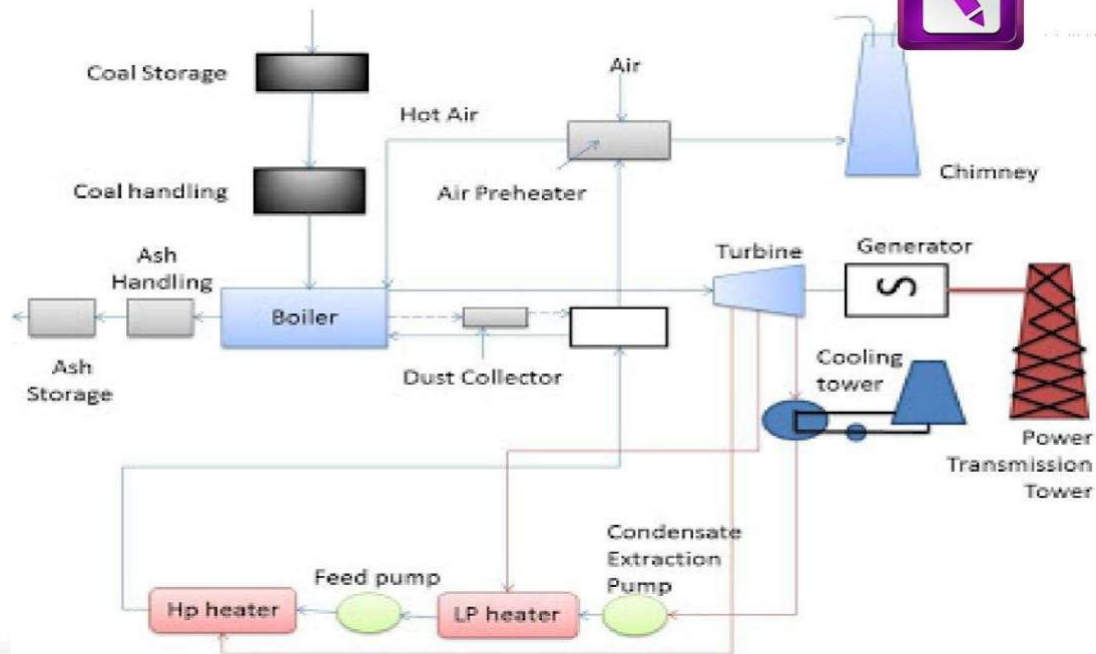 Coal Storage
Air
Hot Air
Coal handling
Air Preheater
Chimney
Ash
Handling
Turbine
Generator
Boiler
Ash
Storage
Dust Collector
Cooling
tower
Power
Transmission
Tower
Condensate
Extraction
Pump
Feed pump
Hp heater
LP heater